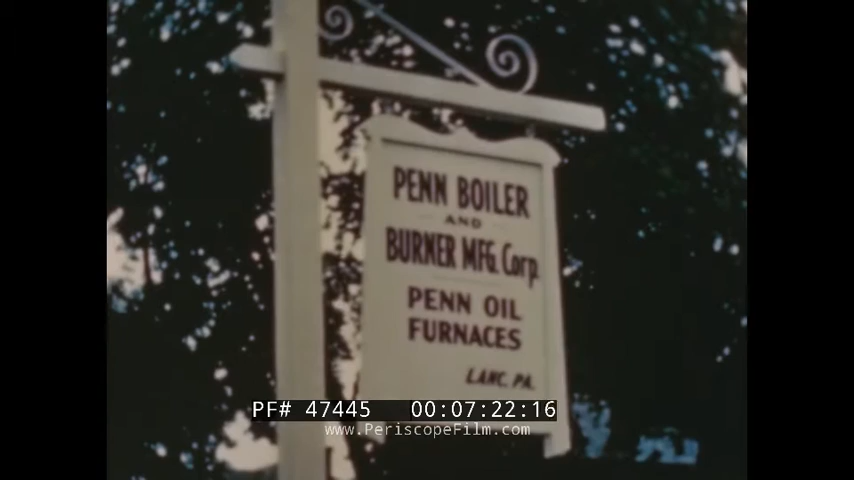 PENN BOILER
AND
BURNER MFG. Corp.
PENN OIL
FURNACES
LANC. PA.
PF# 47445 00:07:22:16
www.PeriscopeFilm.com